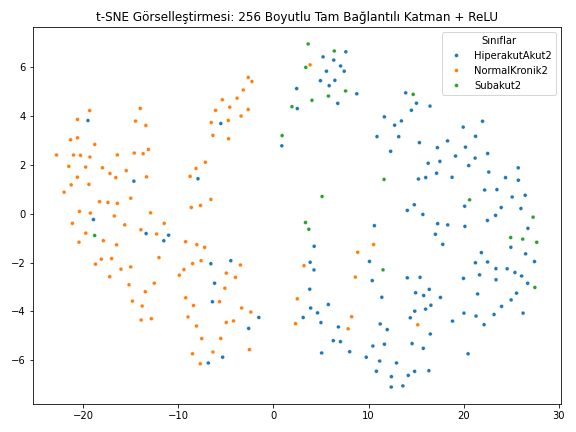 t-SNE Görselleştirmesi: 256 Boyutlu Tam Bağlantılı Katman + ReLU
Sınıflar
HiperakutAkut2
NormalKronik2
Subakut2
6
4
2
0
−2
−4
−6
−20
−10
0
10
20
30